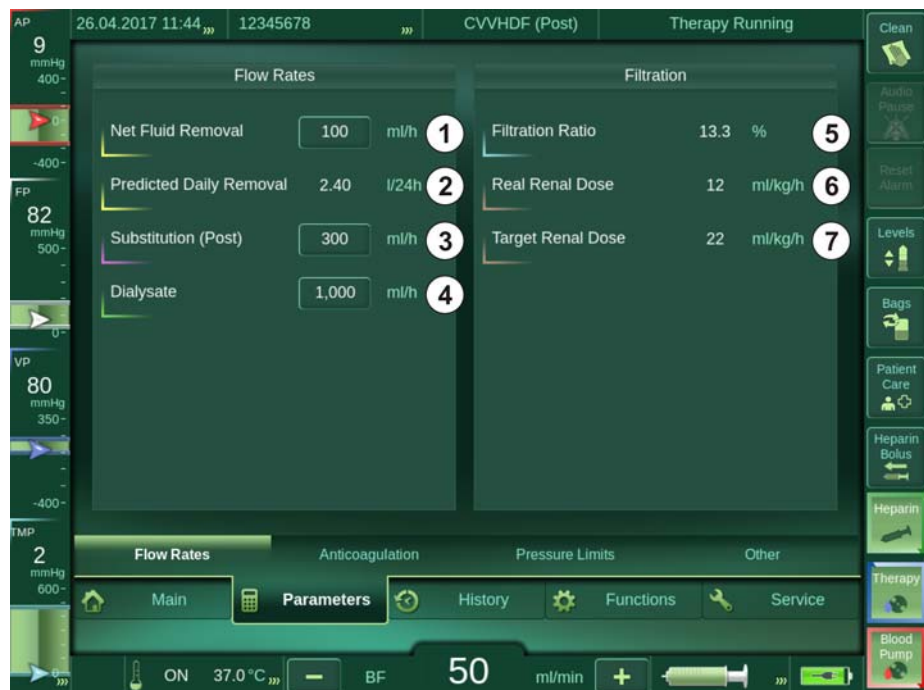 26.04.2017 11:44 12345678 CVVHDF (Post) Therapy Running
AP
9
mmHg
400
0
-400
FP
82
mmHg
500
0
VP
80
mmHg
350
-400
TMP
2
mmHg
600
0
Flow Rates
Net Fluid Removal 100 ml/h 1
Predicted Daily Removal 2.40 l/24h 2
Substitution (Post) 300 ml/h 3
Dialysate 1,000 ml/h 4
Filtration
Filtration Ratio 13.3 % 5
Real Renal Dose 12 ml/kg/h 6
Target Renal Dose 22 ml/kg/h 7
Clean
Audio
Pause
Reset
Alarm
Levels
Bags
Patient
Care
Heparin
Bolus
Heparin
Therapy
Blood
Pump
Flow Rates Anticoagulation Pressure Limits Other
Main Parameters History Functions Service
ON 37.0 °C BF 50 ml/min